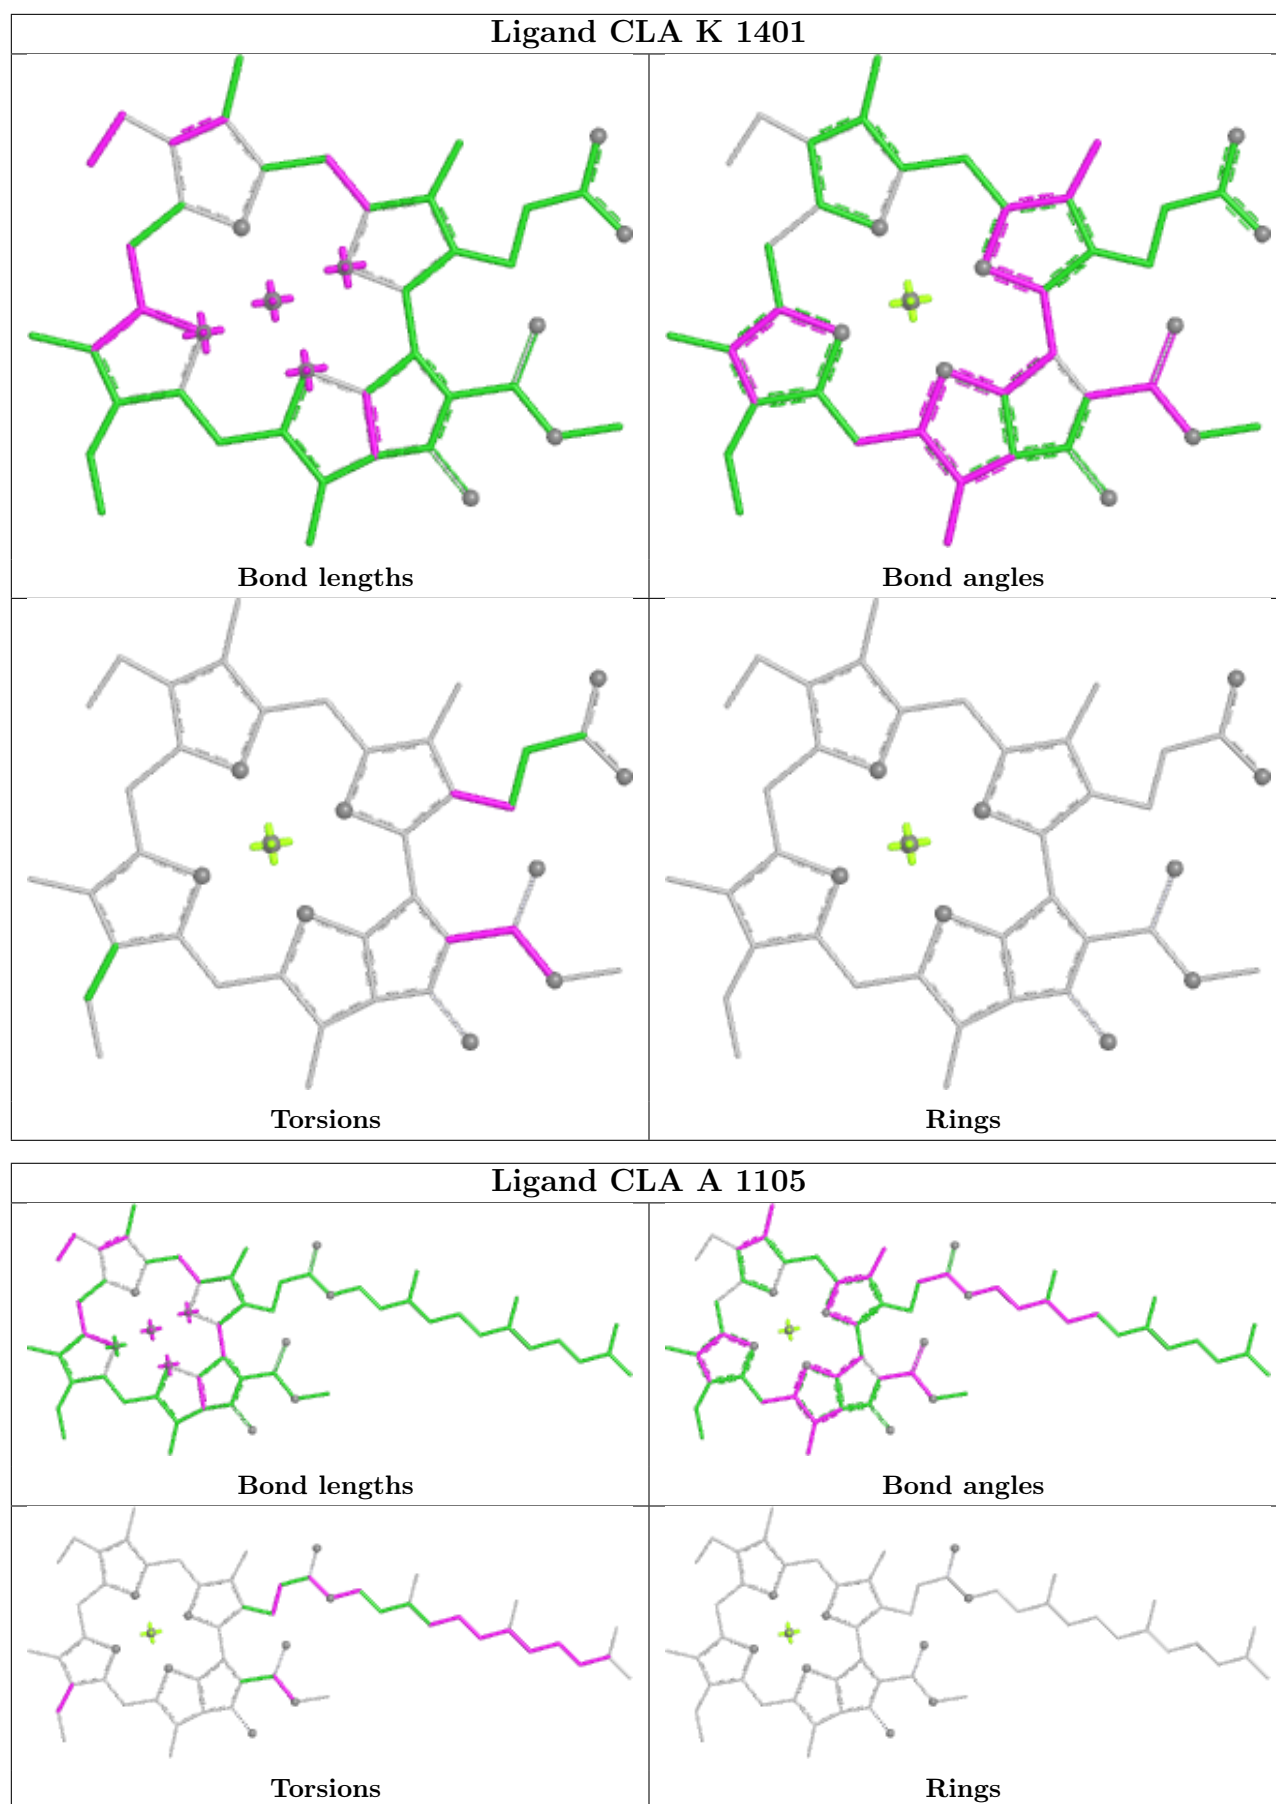 Ligand CLA K 1401
Bond lengths
Bond angles
Torsions
Rings
Ligand CLA A 1105
Bond lengths
Bond angles
Torsions
Rings